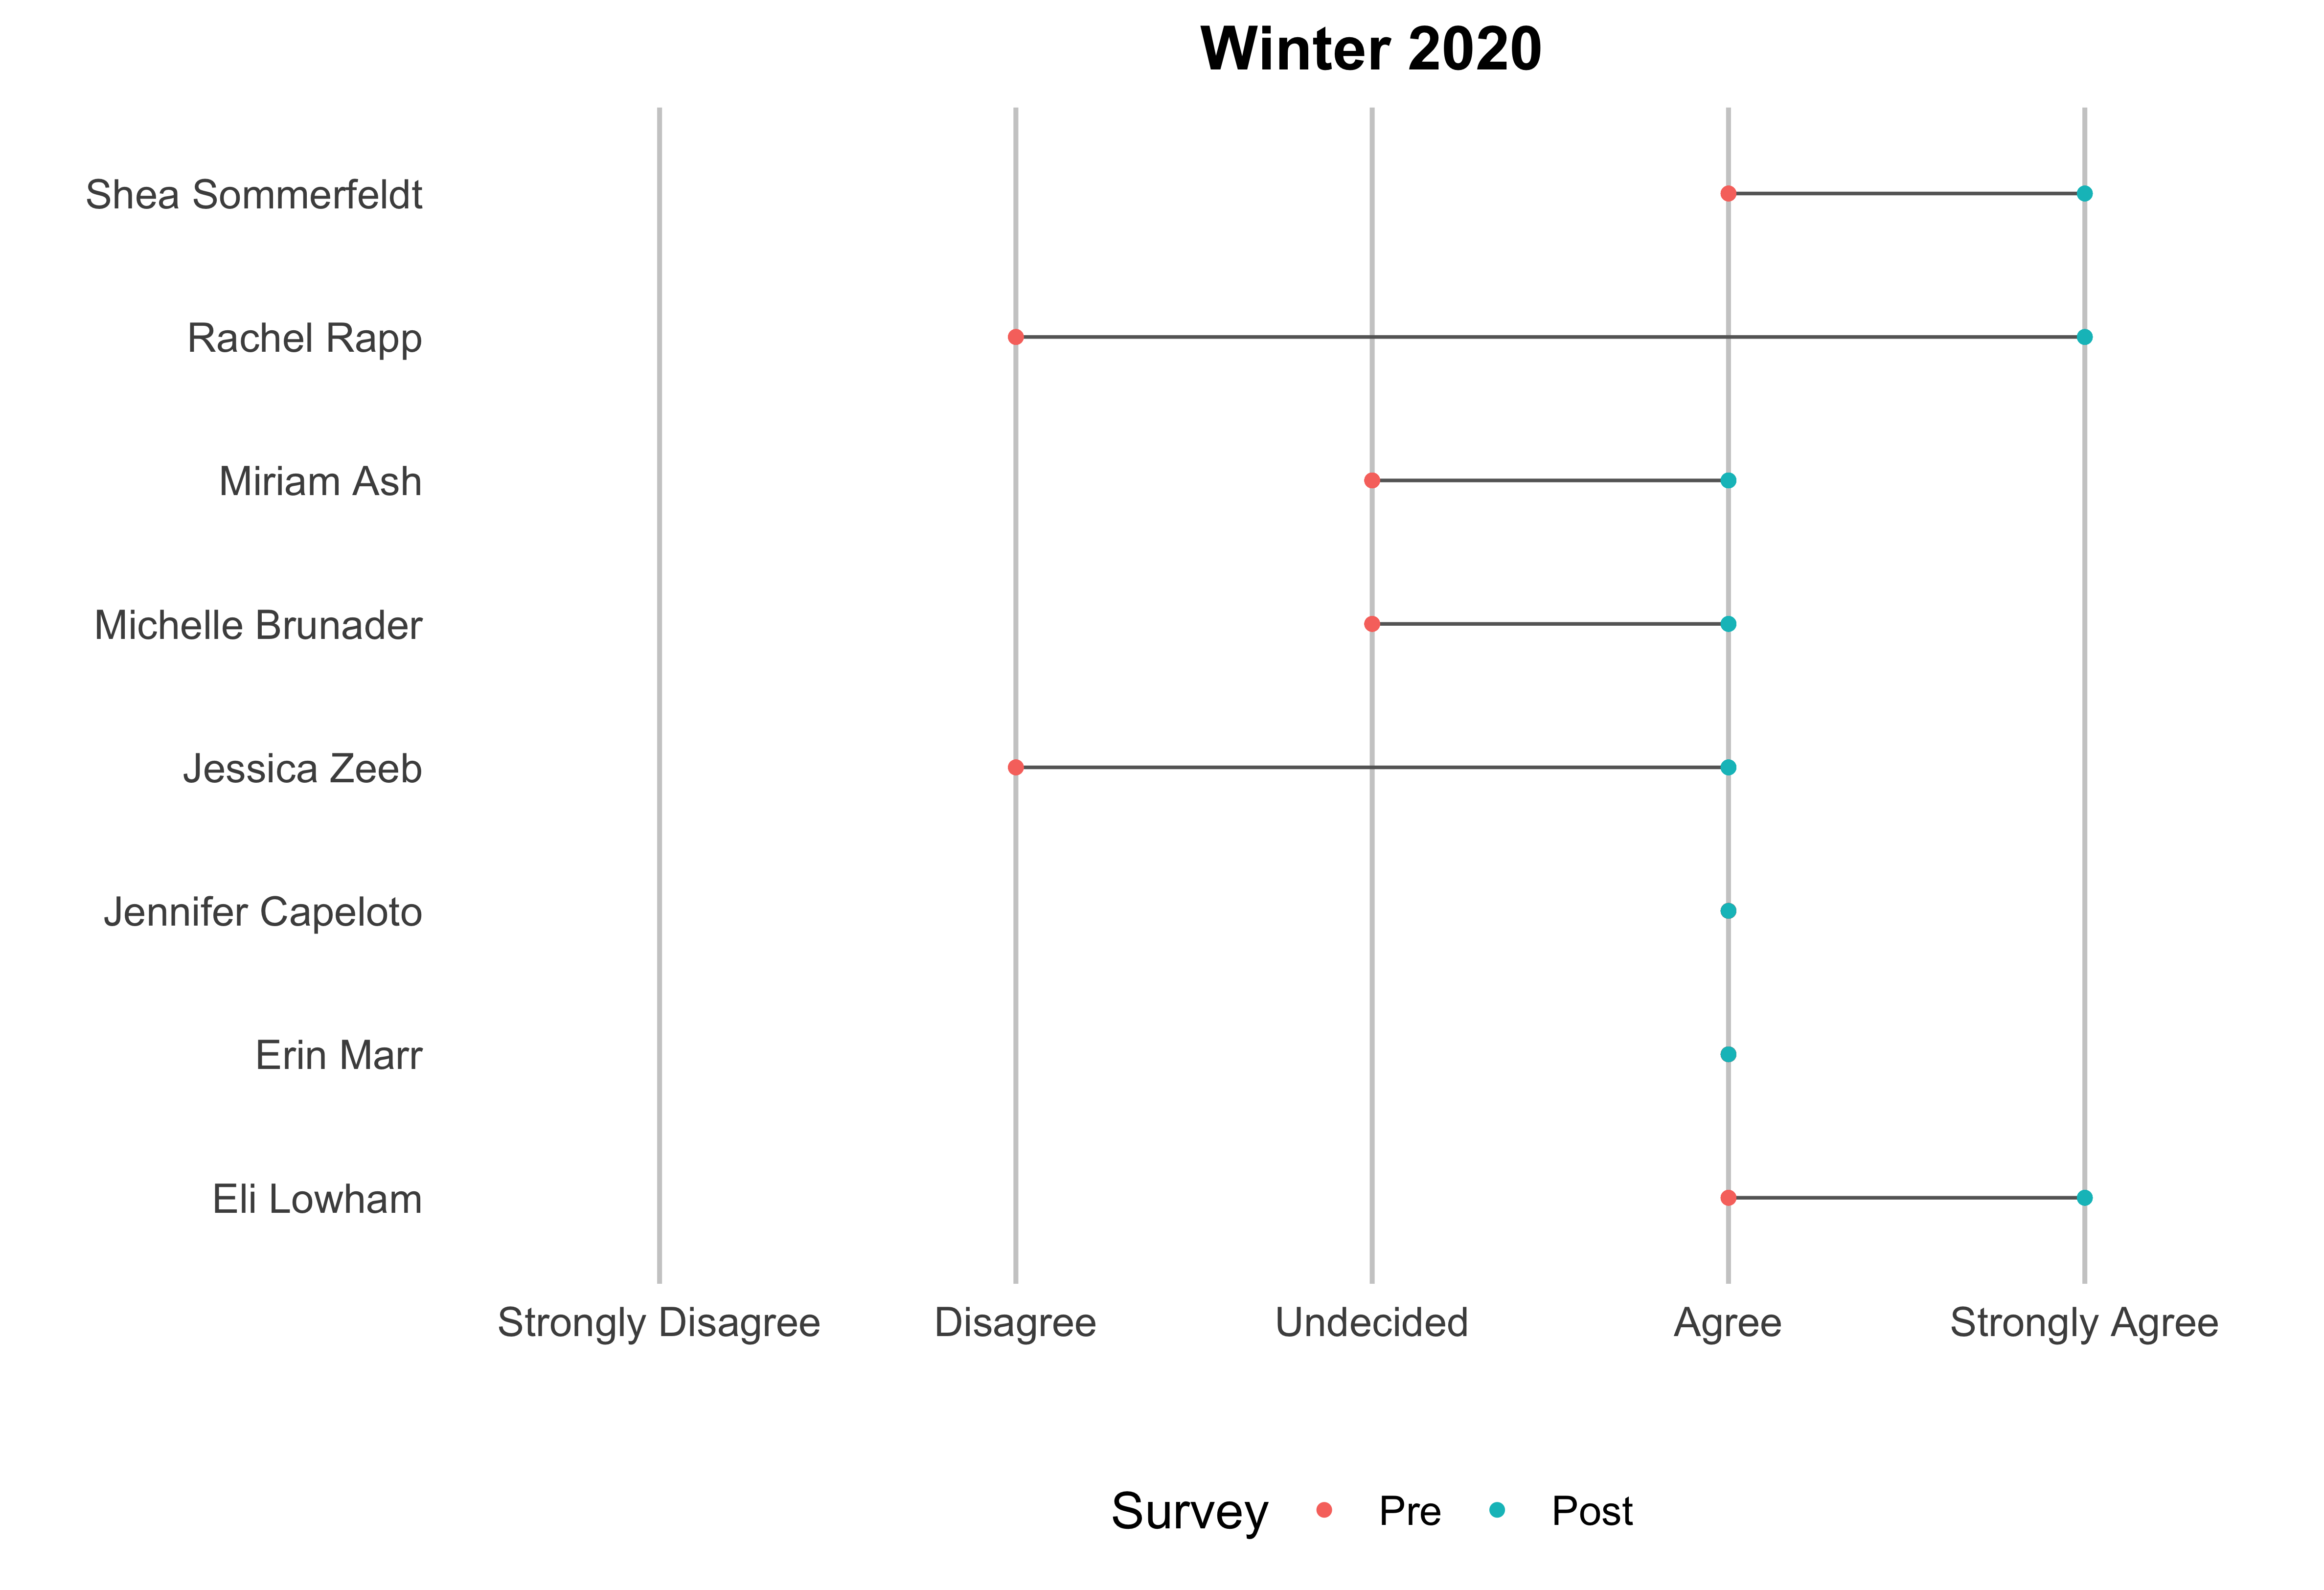 Winter 2020
Shea Sommerfeldt
Rachel Rapp
Miriam Ash
Michelle Brunader
Jessica Zeeb
Jennifer Capeloto
Erin Marr
Eli Lowham
Strongly Disagree Disagree Undecided Agree Strongly Agree
Survey Pre Post